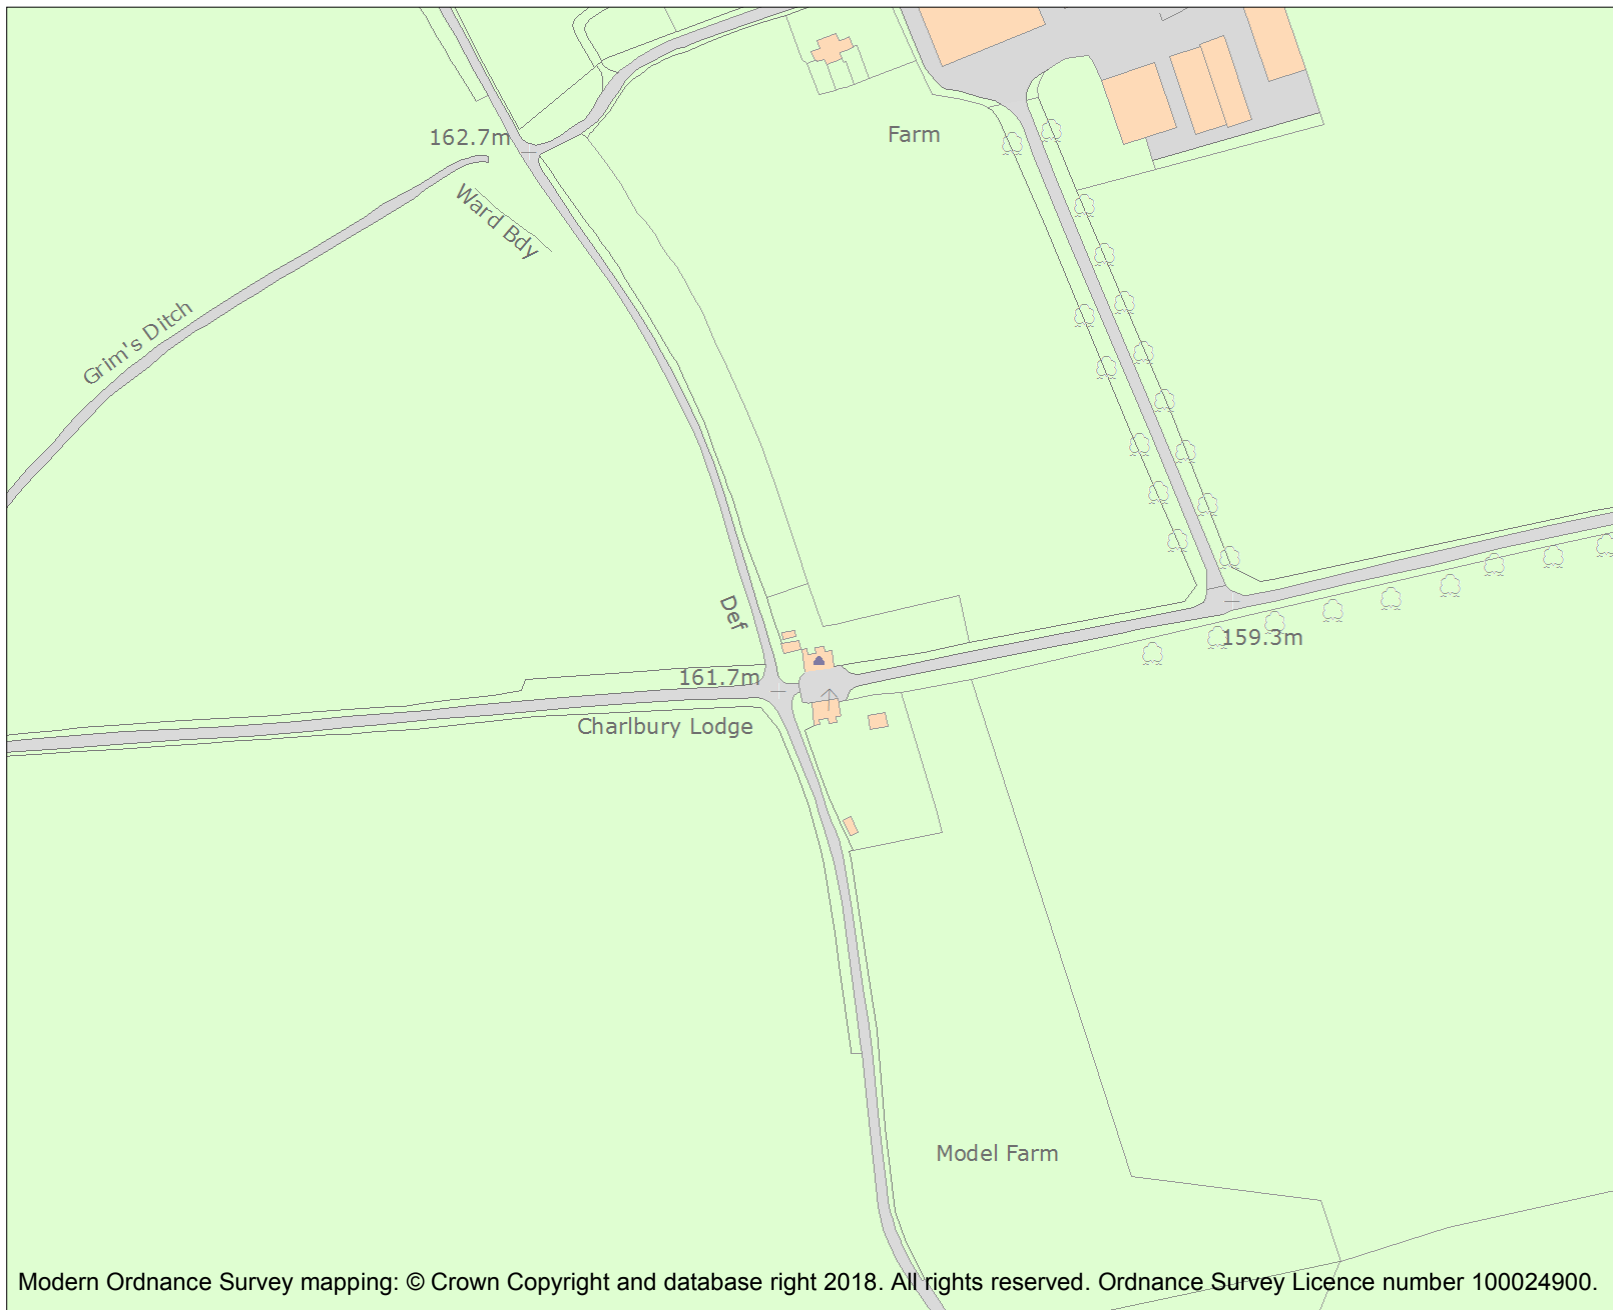 Farm
162.7m
Ward Bdy
Grim's Ditch
Def
159.3m
161.7m
Charlbury Lodge
Model Farm
Modern Ordnance Survey mapping: © Crown Copyright and database right 2018. All rights reserved. Ordnance Survey Licence number 100024900.